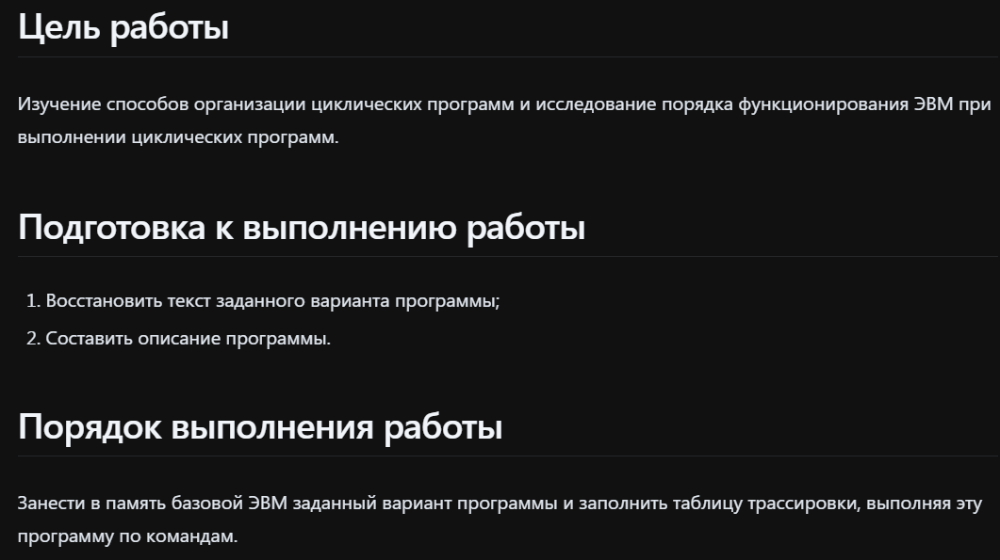 Цель работы
Изучение способов организации циклических программ и исследование порядка функционирования ЭВМ при
выполнении циклических программ.
Подготовка к выполнению работы
1. Восстановить текст заданного варианта программы;
2. Составить описание программы.
Порядок выполнения работы
Занести в память базовой ЭВМ заданный вариант программы и заполнить таблицу трассировки, выполняя эту
программу по командам.